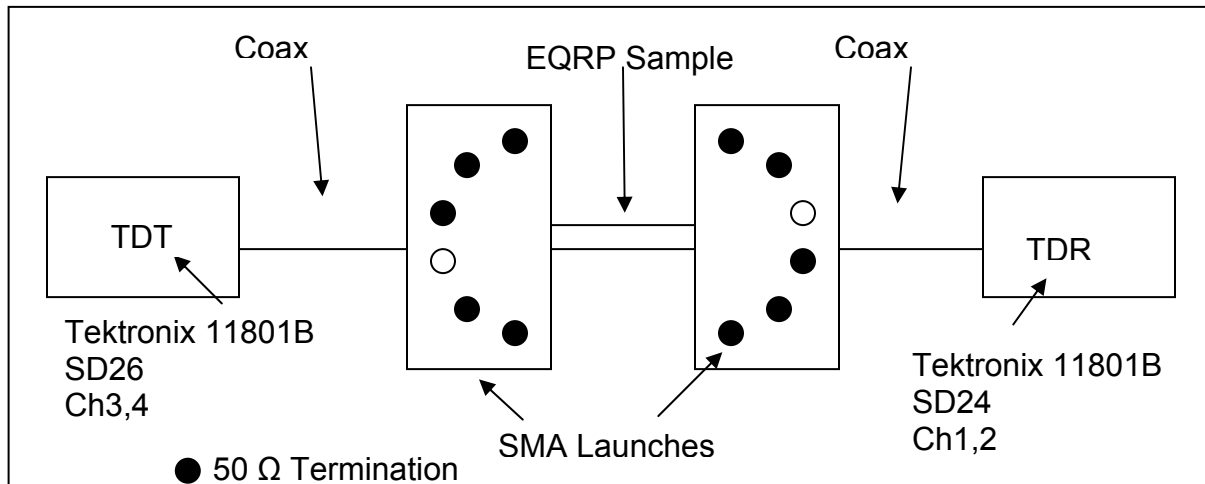 Coax
EQRP Sample
Coax
TDT
TDR
Tektronix 11801B
SD26
Ch3,4
Tektronix 11801B
SD24
Ch1,2
SMA Launches
50 Ω Termination